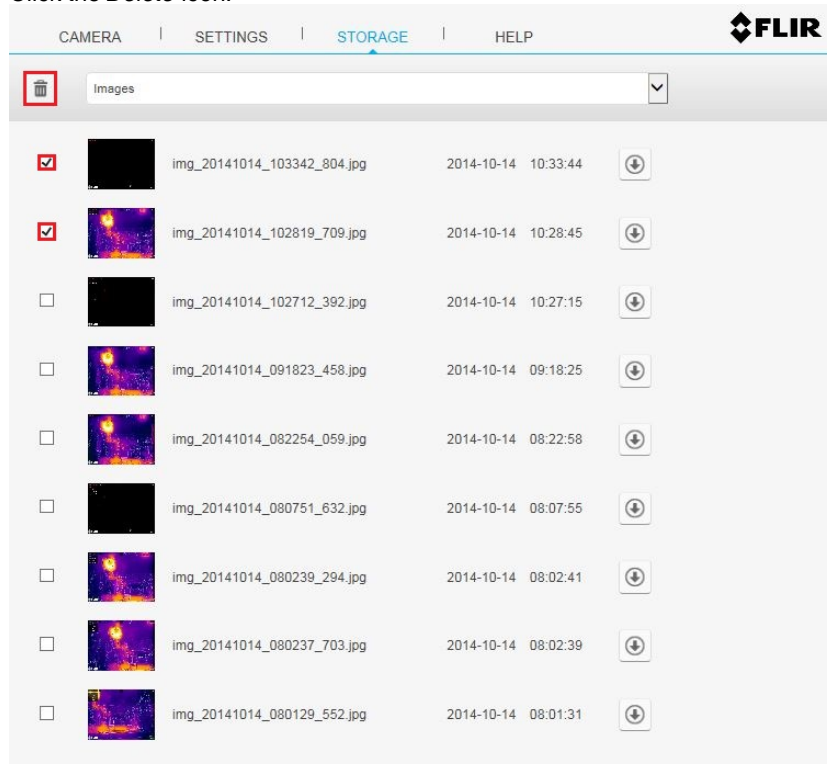 Click the Delete icon.
CAMERA | SETTINGS | STORAGE | HELP FLIR
Images
img_20141014_103342_804.jpg 2014-10-14 10:33:44
img_20141014_102819_709.jpg 2014-10-14 10:28:45
img_20141014_102712_392.jpg 2014-10-14 10:27:15
img_20141014_091823_458.jpg 2014-10-14 09:18:25
img_20141014_082254_059.jpg 2014-10-14 08:22:58
img_20141014_080751_632.jpg 2014-10-14 08:07:55
img_20141014_080239_294.jpg 2014-10-14 08:02:41
img_20141014_080237_703.jpg 2014-10-14 08:02:39
img_20141014_080129_552.jpg 2014-10-14 08:01:31